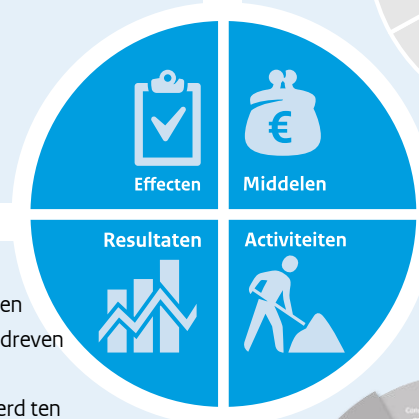 €
Effecten
Middelen
Resultaten
Activiteiten
en
dreven
erd ten